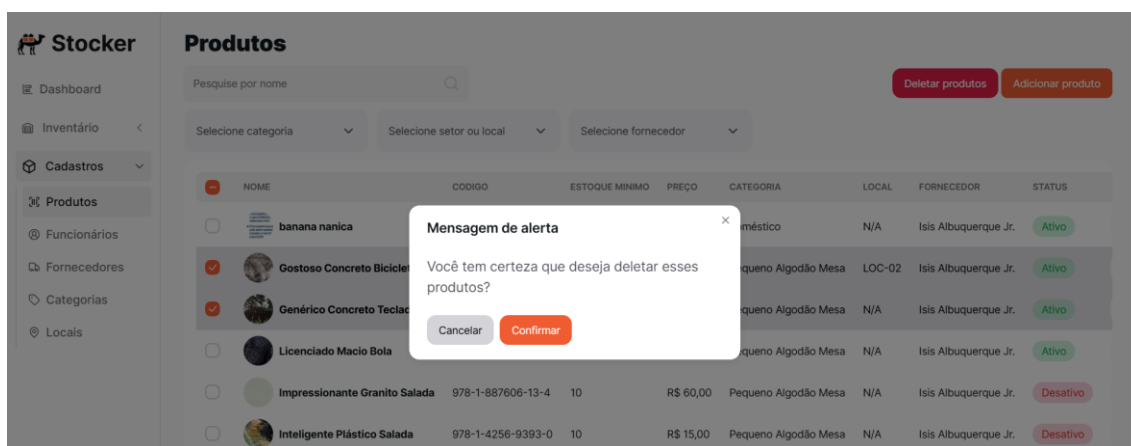 Stocker
Produtos
Dashboard
Pesquise por nome
Deletar produtos
Adicionar produto
Inventário
Selecione categoria
Selecione setor ou local
Selecione fornecedor
Cadastros
NOME CODIGO ESTOQUE MINIMO PREÇO CATEGORIA LOCAL FORNECEDOR STATUS
Produtos
banana nanica méstico N/A Isis Albuquerque Jr. Ativo
Funcionários
Mensagem de alerta
×
Fornecedores
Gostoso Concreto Biciclet queno Algodão Mesa LOC-02 Isis Albuquerque Jr. Ativo
Você tem certeza que deseja deletar esses
produtos?
Categorias
Genérico Concreto Teclad queno Algodão Mesa N/A Isis Albuquerque Jr. Ativo
Locais
Cancelar
Confirmar
Licenciado Macio Bola queno Algodão Mesa N/A Isis Albuquerque Jr. Ativo
Impressionante Granito Salada 978-1-887606-13-4 10 R$ 60,00 Pequeno Algodão Mesa N/A Isis Albuquerque Jr. Desativo
Inteligente Plástico Salada 978-1-4256-9393-0 10 R$ 15,00 Pequeno Algodão Mesa N/A Isis Albuquerque Jr. Desativo